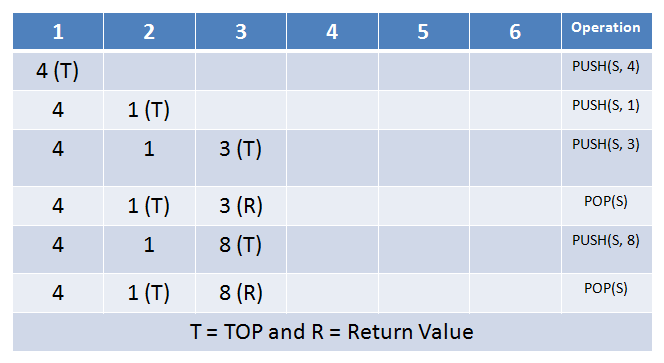 1 2 3 4 5 6 Operation
4 (T) PUSH(S, 4)
4 1 (T) PUSH(S, 1)
4 1 3 (T) PUSH(S, 3)
4 1 (T) 3 (R) POP(S)
4 1 8 (T) PUSH(S, 8)
4 1 (T) 8 (R) POP(S)
T = TOP and R = Return Value